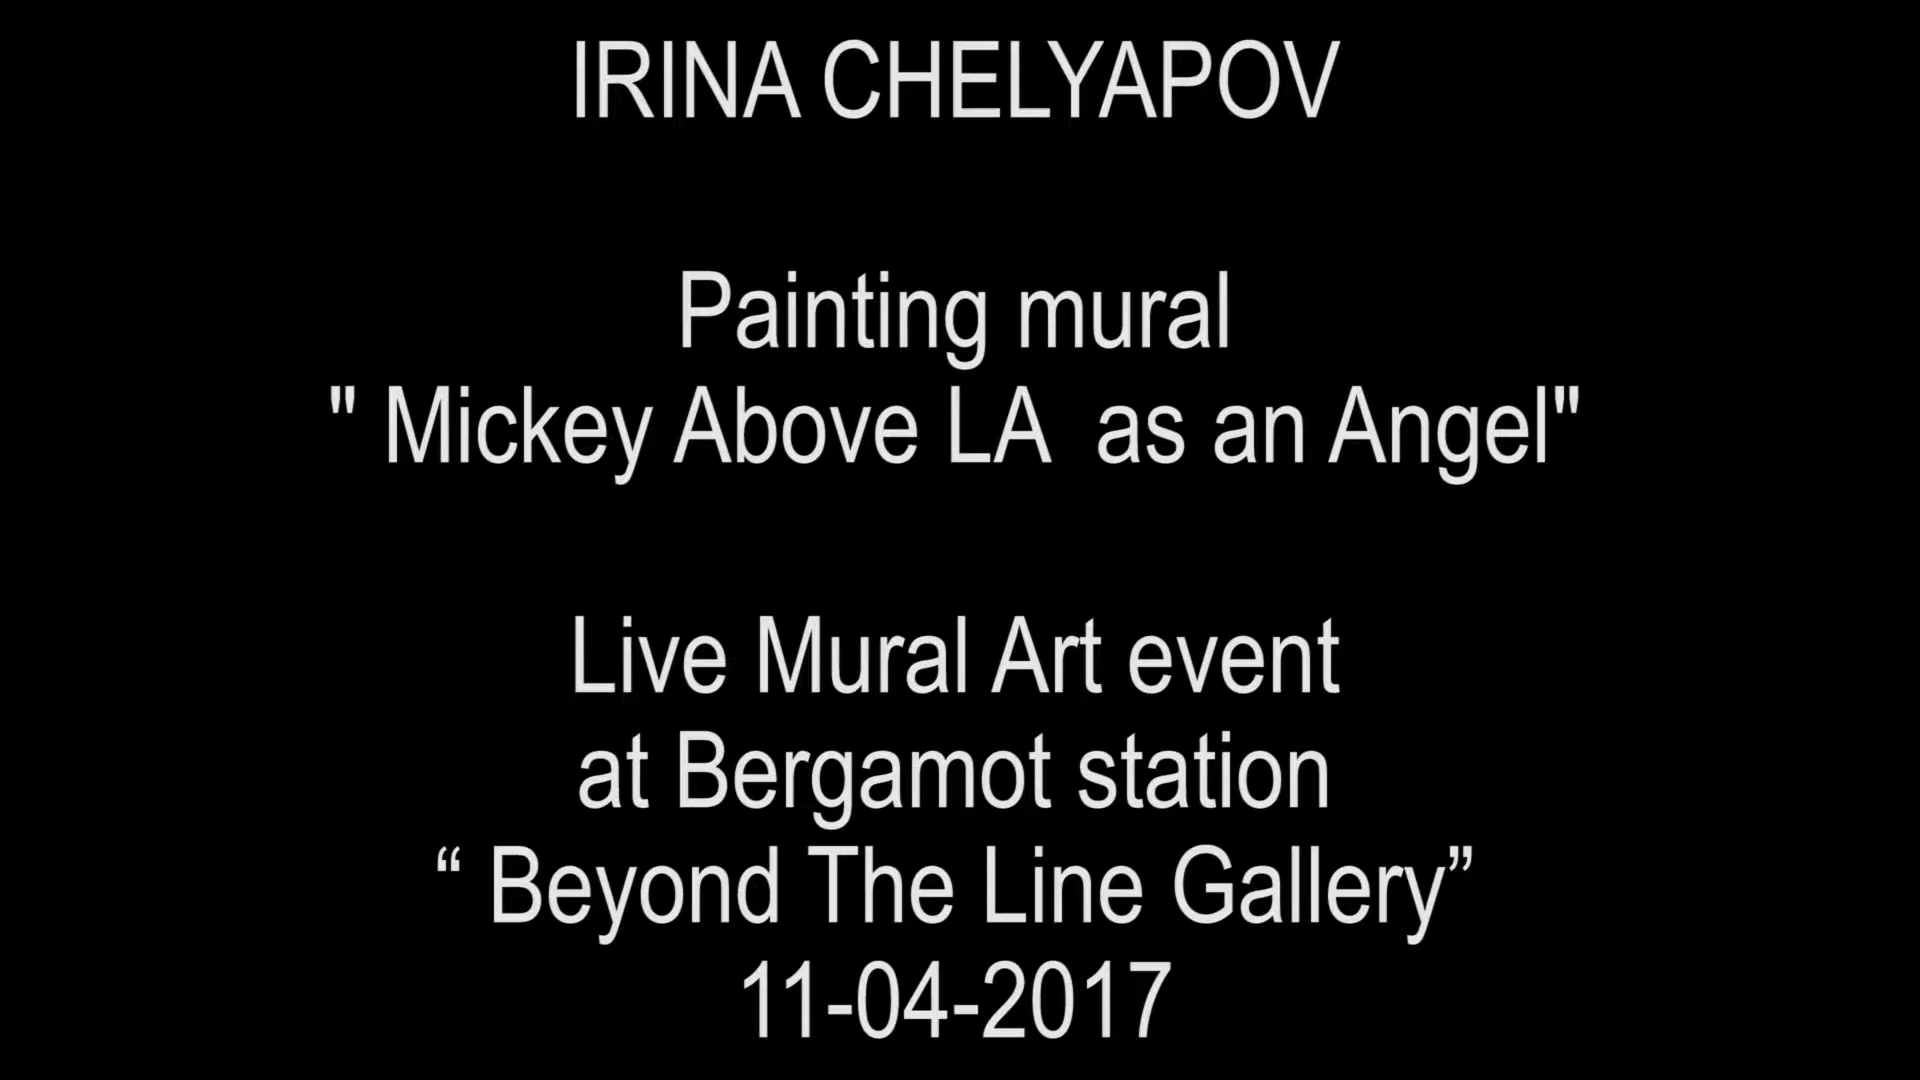 IRINA CHELYAPOV
Painting mural
" Mickey Above LA  as an Angel"
Live Mural Art event
at Bergamot station
“ Beyond The Line Gallery”
11-04-2017